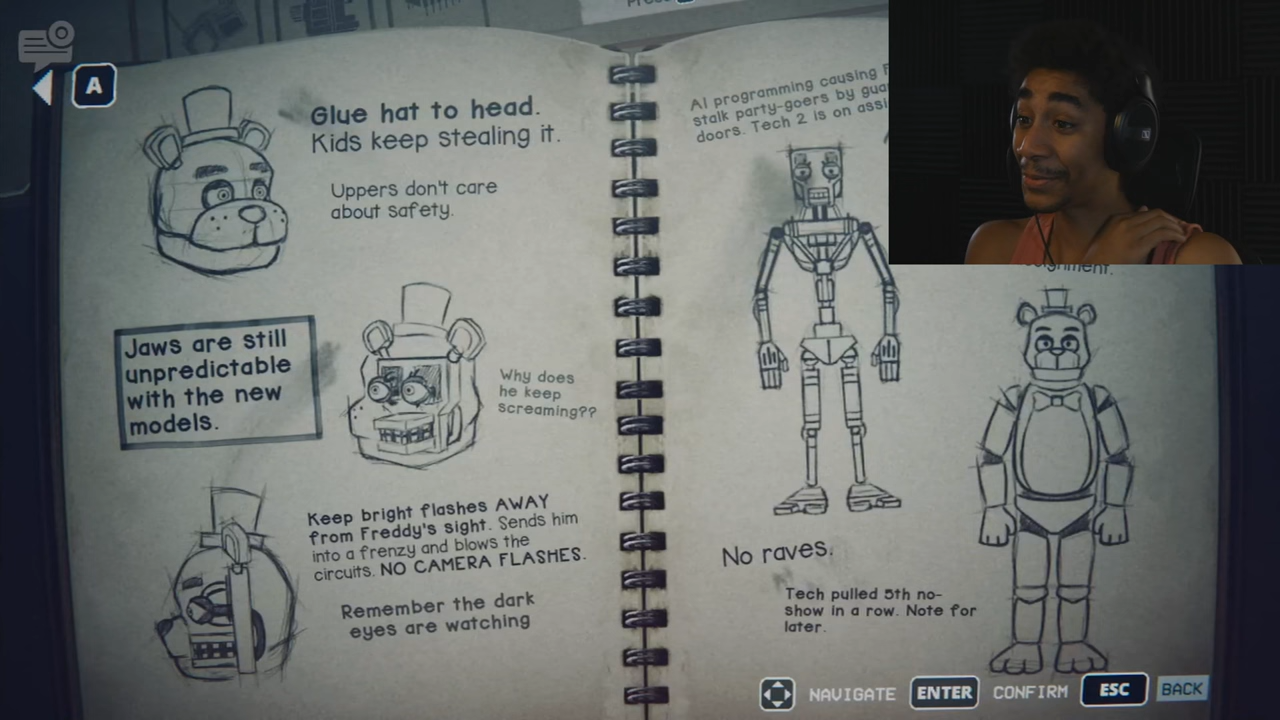 A
Glue hat to head.
Kids keep stealing it.
Uppers don't care
about safety.
Jaws are still
unpredictable
with the new
models.
Why does
he keep
screaming??
Keep bright flashes AWAY
from Freddy's sight. Sends him
into a frenzy and blows the
circuits. NO CAMERA FLASHES.
Remember the dark
eyes are watching
AI programming causing
stalk party-goers by
doors. Tech 2 is on
No raves.
Tech pulled 5th no-
show in a row. Note for
later.
NAVIGATE ENTER CONFIRM ESC BACK